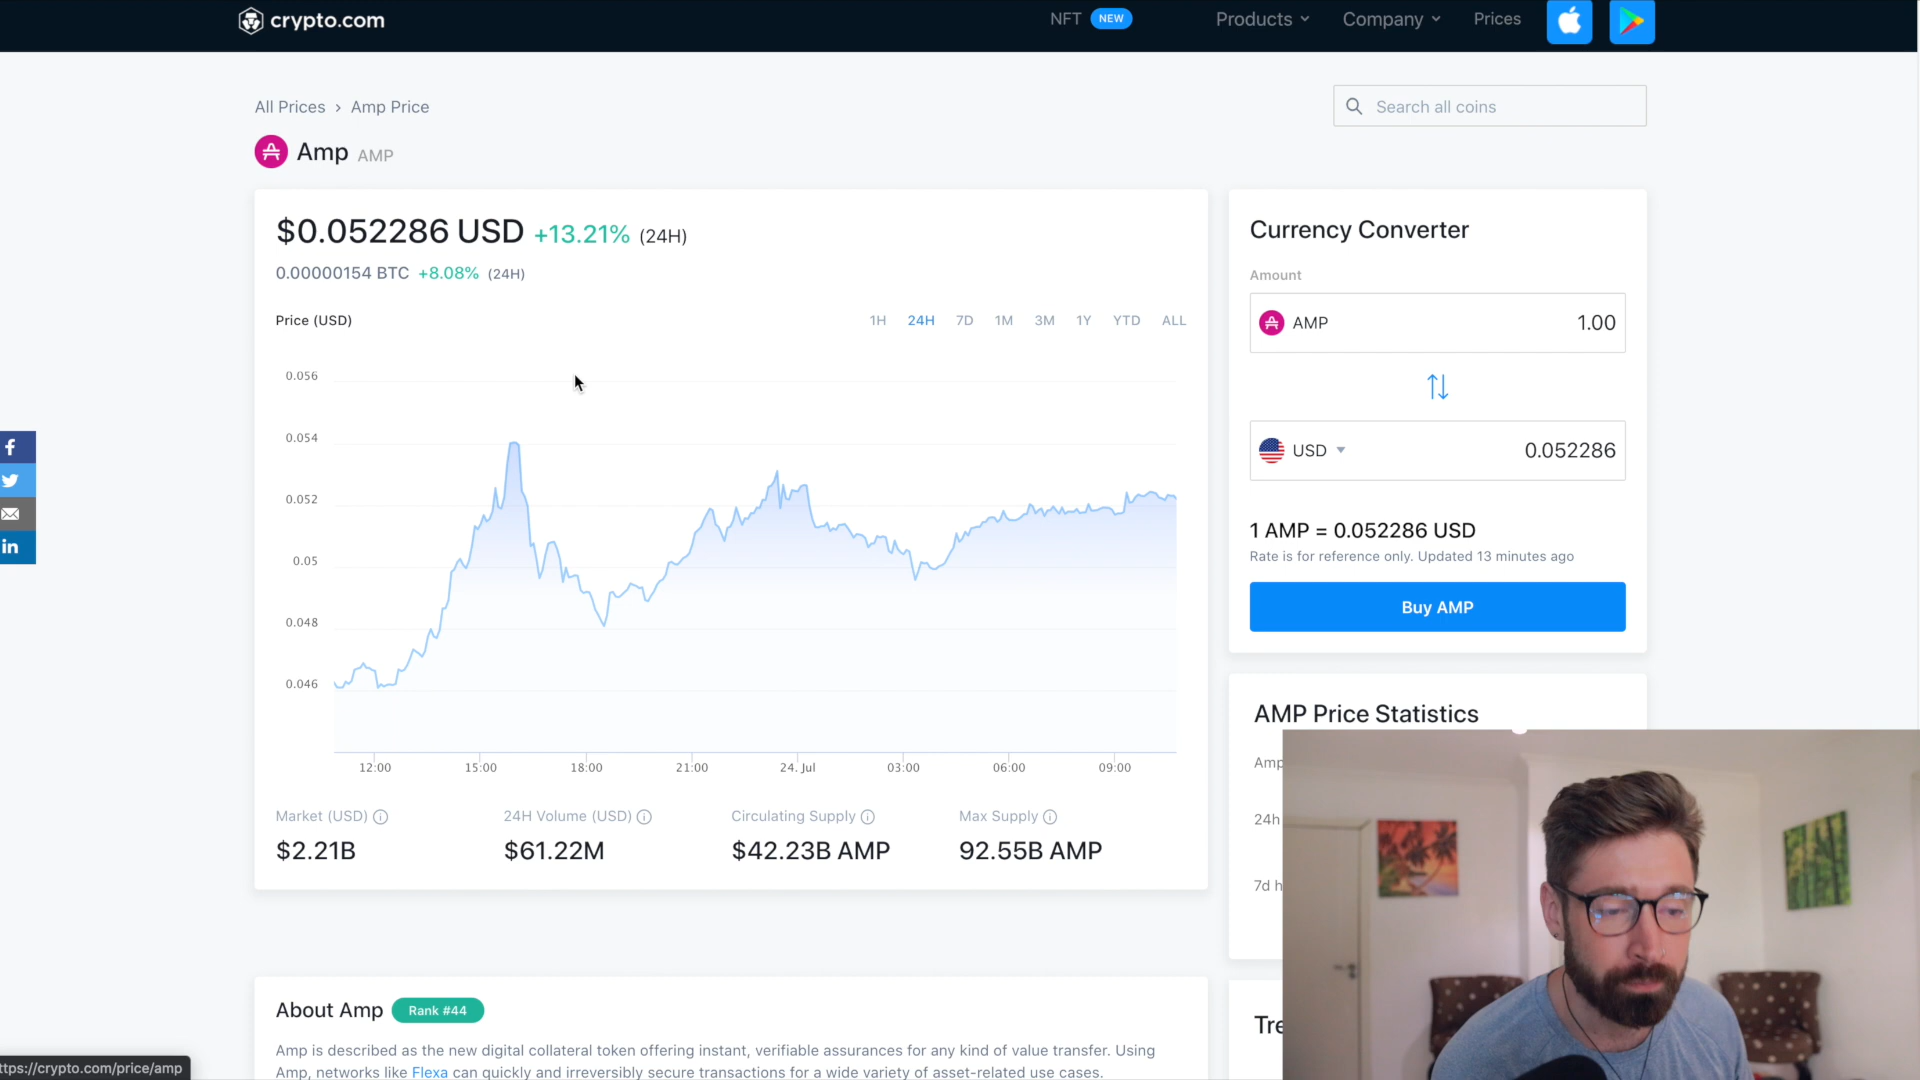 crypto.com
NFT NEW Products Company Prices
All Prices › Amp Price
Search all coins
Amp AMP
$0.052286 USD +13.21% (24H)
0.00000154 BTC +8.08% (24H)
Price (USD)
1H 24H 7D 1M 3M 1Y YTD ALL
0.056
0.054
0.052
0.05
0.048
0.046
12:00 15:00 18:00 21:00 24. Jul 03:00 06:00 09:00
Market (USD) 24H Volume (USD) Circulating Supply Max Supply
$2.21B $61.22M $42.23B AMP 92.55B AMP
Currency Converter
Amount
AMP 1.00
USD 0.052286
1 AMP = 0.052286 USD
Rate is for reference only. Updated 13 minutes ago
Buy AMP
AMP Price Statistics
Amp
24h
7d h
Tre
About Amp Rank #44
Amp is described as the new digital collateral token offering instant, verifiable assurances for any kind of value transfer. Using
Amp, networks like Flexa can quickly and irreversibly secure transactions for a wide variety of asset-related use cases.
ttps://crypto.com/price/amp